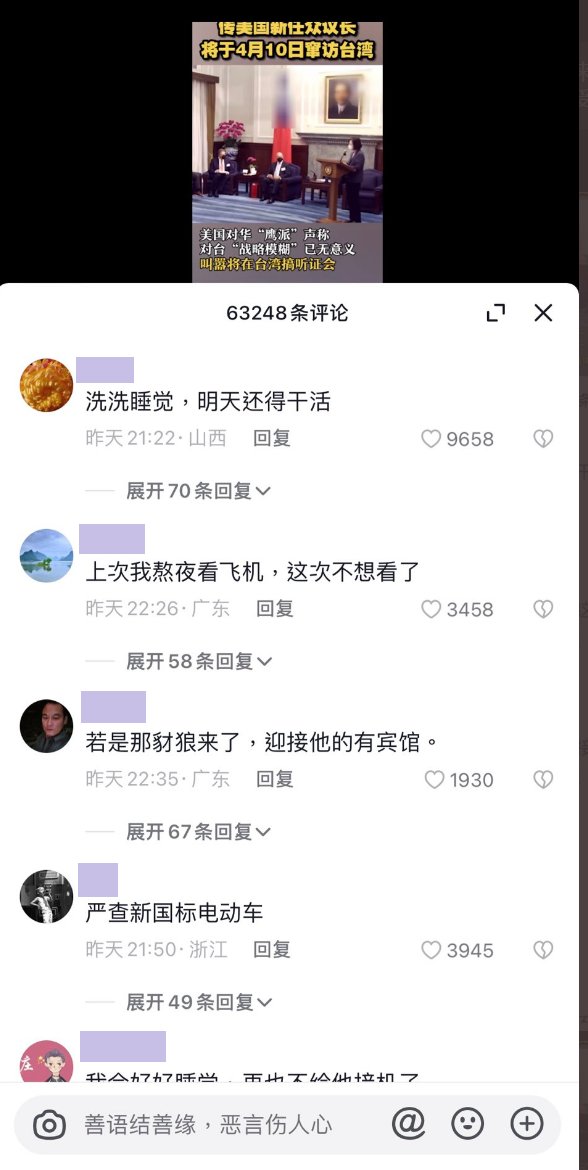 传美国新任众议长
将于4月10日窜访台湾
美国对华“鹰派”声称
对台“战略模糊”已无意义
叫嚣将在台湾搞听证会
63248条评论
洗洗睡觉，明天还得干活
昨天21:22·山西 回复 9658
展开70条回复
上次我熬夜看飞机，这次不想看了
昨天22:26·广东 回复 3458
展开58条回复
若是那豺狼来了，迎接他的有宾馆。
昨天22:35·广东 回复 1930
展开67条回复
严查新国标电动车
昨天21:50·浙江 回复 3945
展开49条回复
庄
我会好好睡觉，再也不给他接机了
善语结善缘，恶言伤人心